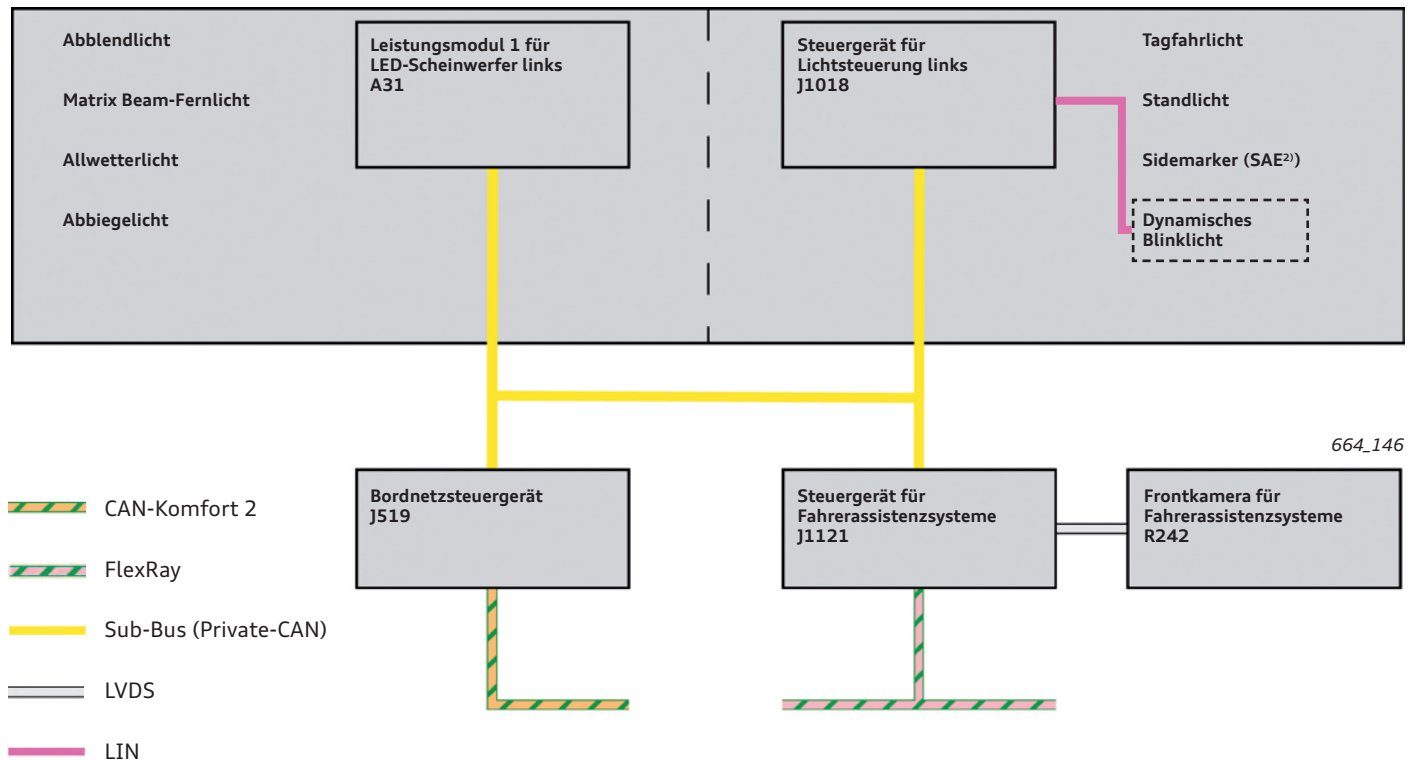 Abblendlicht
Matrix Beam-Fernlicht
Allwetterlicht
Abbiegelicht
Leistungsmodul 1 für
LED-Scheinwerfer links
A31
Steuergerät für
Lichtsteuerung links
J1018
Tagfahrlicht
Standlicht
Sidemarker (SAE²⁾)
Dynamisches
Blinklicht
664_146
Bordnetzsteuergerät
J519
Steuergerät für
Fahrerassistenzsysteme
J1121
Frontkamera für
Fahrerassistenzsysteme
R242
CAN-Komfort 2
FlexRay
Sub-Bus (Private-CAN)
LVDS
LIN